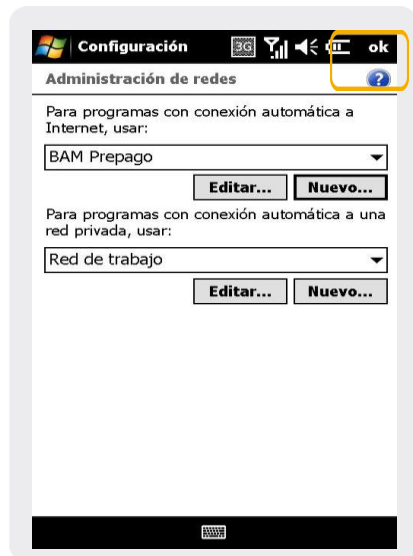 Configuración 3G ok
Administración de redes ?
Para programas con conexión automática a
Internet, usar:
BAM Prepago
Editar... Nuevo...
Para programas con conexión automática a una
red privada, usar:
Red de trabajo
Editar... Nuevo...